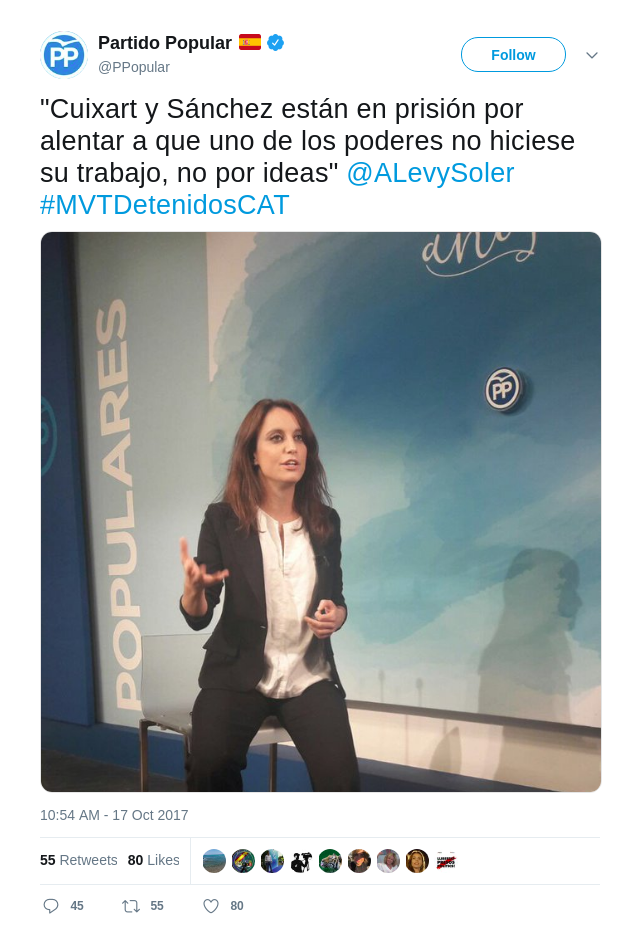 Partido Popular
@PPopular
Follow
"Cuixart y Sánchez están en prisión por
alentar a que uno de los poderes no hiciese
su trabajo, no por ideas" @ALevySoler
#MVTDetenidosCAT
POPULARES
PP
10:54 AM - 17 Oct 2017
55 Retweets 80 Likes
45 55 80